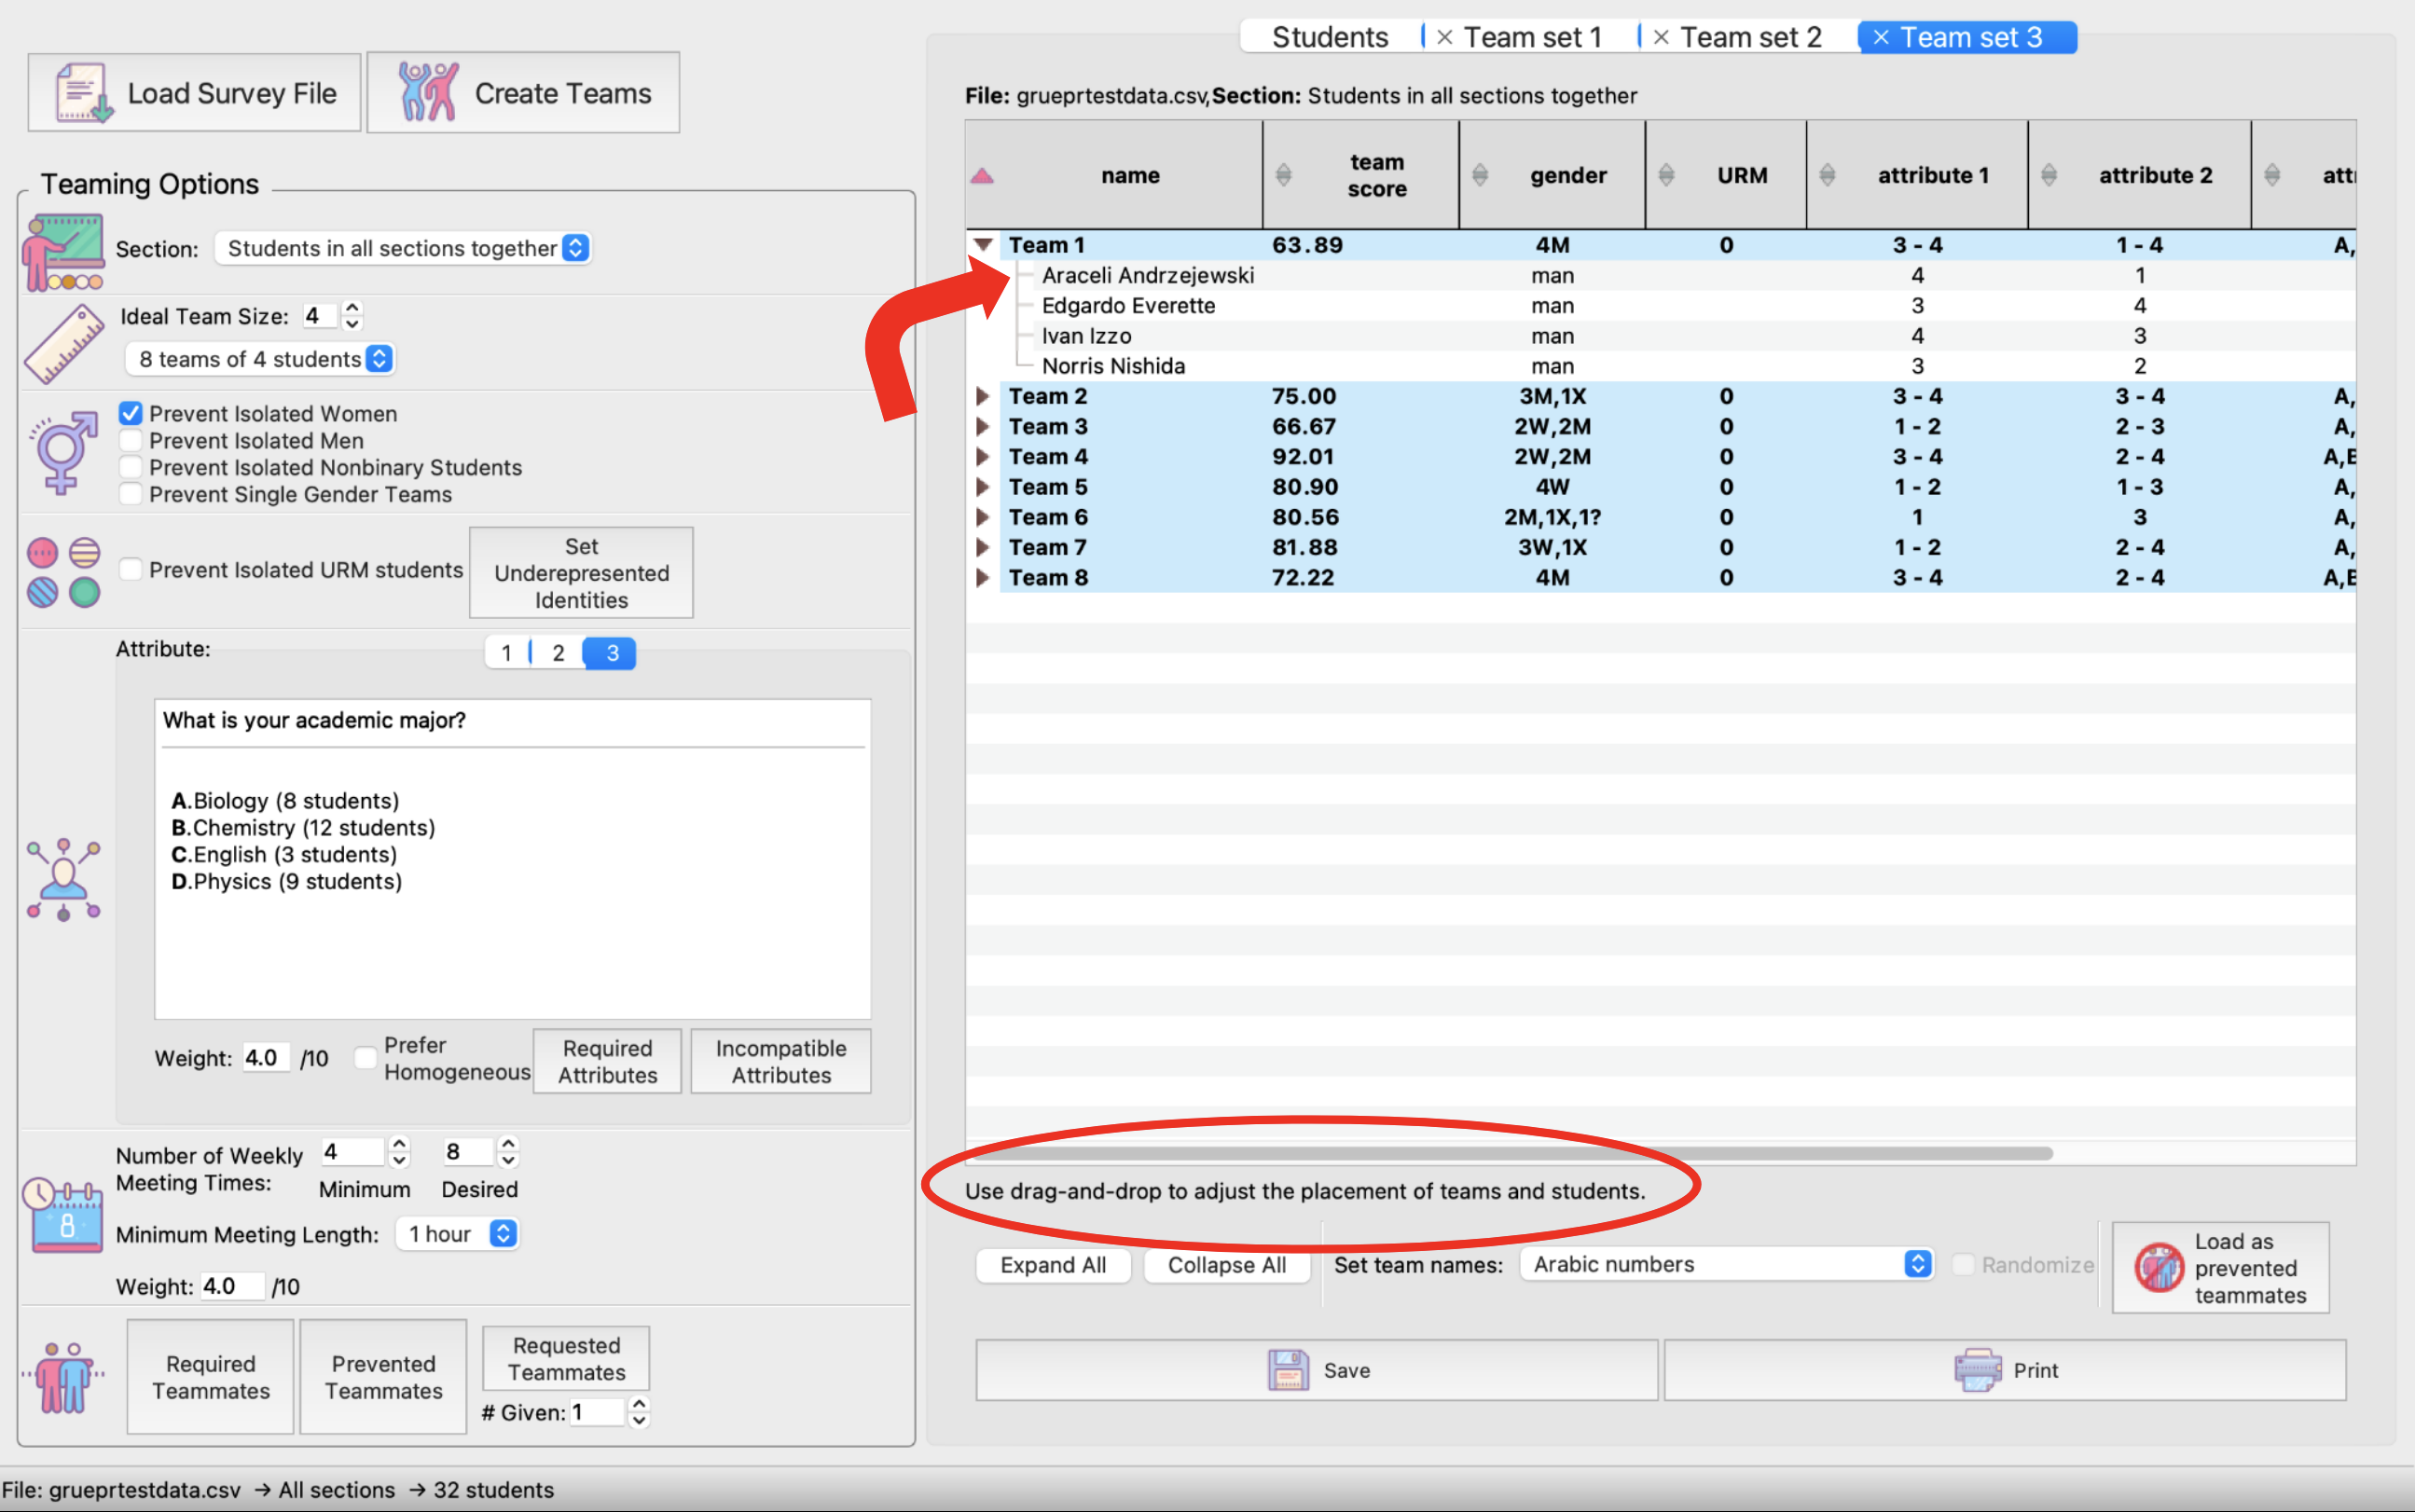 Load Survey File
Create Teams
Teaming Options
Section: Students in all sections together
Ideal Team Size: 4
8 teams of 4 students
Prevent Isolated Women
Prevent Isolated Men
Prevent Isolated Nonbinary Students
Prevent Single Gender Teams
Prevent Isolated URM students
Set
Underepresented
Identities
Attribute: 1 2 3
What is your academic major?
A.Biology (8 students)
B.Chemistry (12 students)
C.English (3 students)
D.Physics (9 students)
Weight: 4.0 /10
Prefer
Homogeneous
Required
Attributes
Incompatible
Attributes
Number of Weekly
Meeting Times:
4 8
Minimum Desired
8
Minimum Meeting Length: 1 hour
Weight: 4.0 /10
Required
Teammates
Prevented
Teammates
Requested
Teammates
# Given: 1
Students × Team set 1 × Team set 2 × Team set 3
File: grueprtestdata.csv,Section: Students in all sections together
name team score gender URM attribute 1 attribute 2 att
Team 1 63.89 4M 0 3 - 4 1 - 4 A,
Araceli Andrzejewski man 4 1
Edgardo Everette man 3 4
Ivan Izzo man 4 3
Norris Nishida man 3 2
Team 2 75.00 3M,1X 0 3 - 4 3 - 4 A,
Team 3 66.67 2W,2M 0 1 - 2 2 - 3 A,
Team 4 92.01 2W,2M 0 3 - 4 2 - 4 A,B
Team 5 80.90 4W 0 1 - 2 1 - 3 A,
Team 6 80.56 2M,1X,1? 0 1 3 A,
Team 7 81.88 3W,1X 0 1 - 2 2 - 4 A,
Team 8 72.22 4M 0 3 - 4 2 - 4 A,B
Use drag-and-drop to adjust the placement of teams and students.
Expand All
Collapse All
Set team names: Arabic numbers
Randomize
Load as
prevented
teammates
Save
Print
File: grueprtestdata.csv → All sections → 32 students